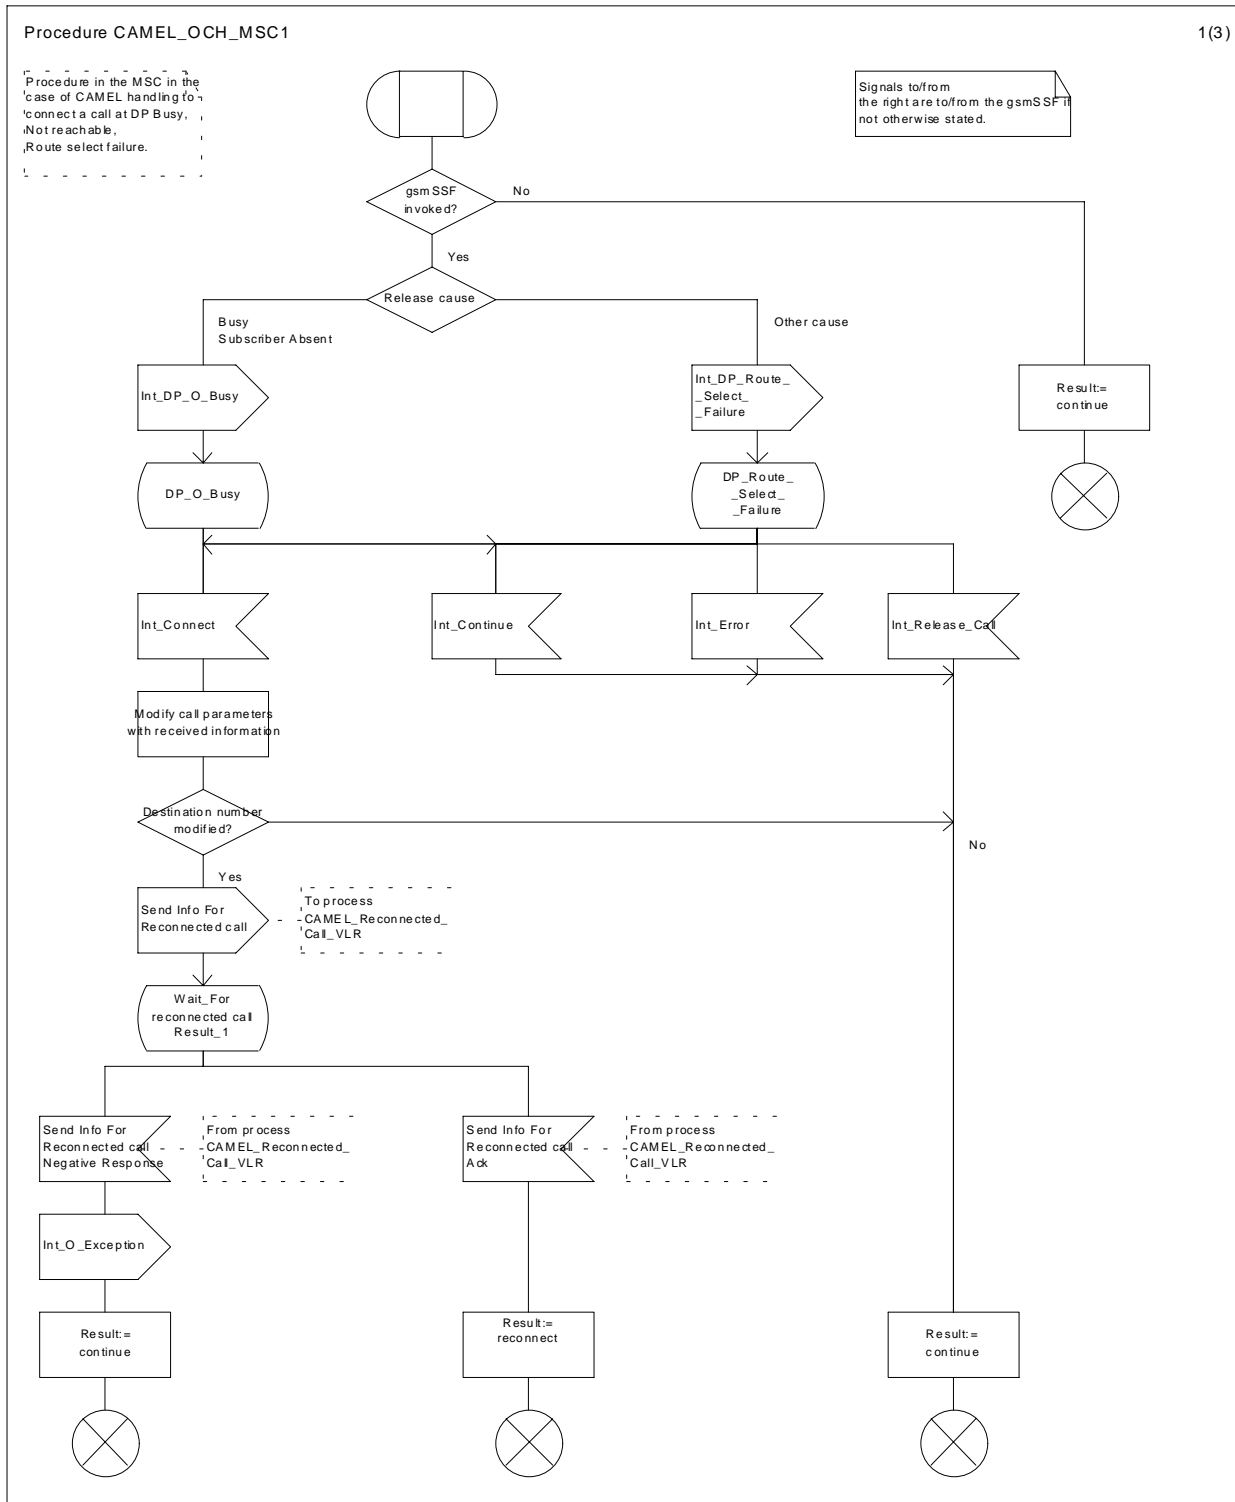 Procedure CAMEL_OCH_MSC1
1(3)
Procedure in the MSC in the
case of CAMEL handling to
connect a call at DP Busy,
Not reachable,
Route select failure.
Signals to/from
the right are to/from the gsmSSF if
not otherwise stated.
gsmSSF
invoked?
No
Yes
Release cause
Busy
Subscriber Absent
Other cause
Int_DP_O_Busy
Int_DP_Route_
_Select_
_Failure
Result:=
continue
DP_O_Busy
DP_Route_
_Select_
_Failure
Int_Connect
Int_Continue
Int_Error
Int_Release_Call
Modify call parameters
with received information
Destination number
modified?
No
Yes
Send Info For
Reconnected call
To process
CAMEL_Reconnected_
Call_VLR
Wait_For
reconnected call
Result_1
Send Info For
Reconnected call
Negative Response
From process
CAMEL_Reconnected_
Call_VLR
Send Info For
Reconnected call
Ack
From process
CAMEL_Reconnected_
Call_VLR
Int_O_Exception
Result:=
continue
Result:=
reconnect
Result:=
continue